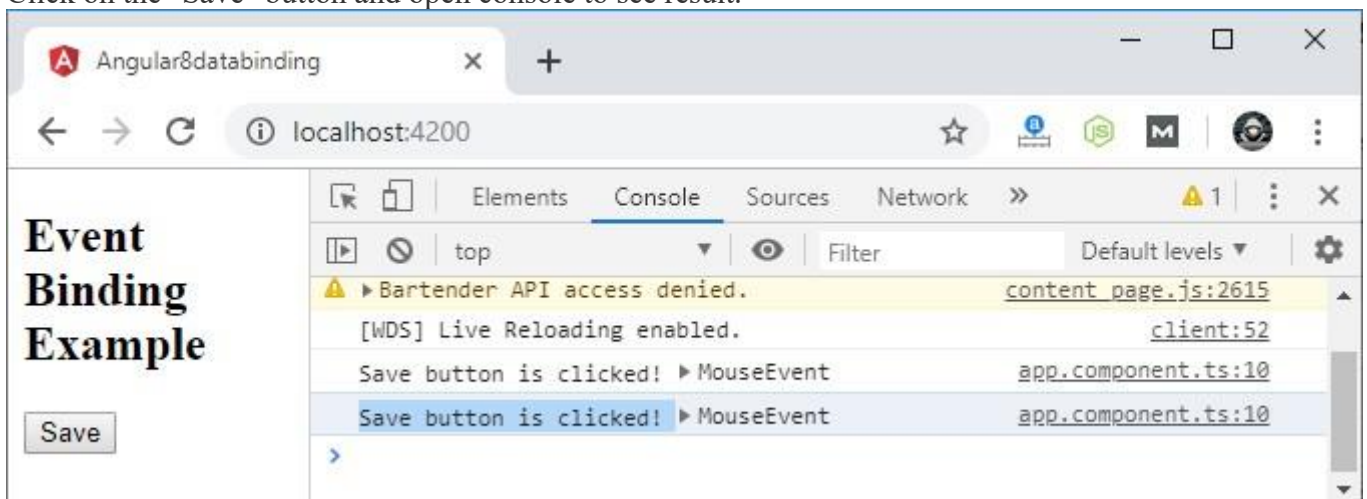 Click on the "Save" button and open console to see result.
Angular8databinding
localhost:4200
Elements Console Sources Network » 1
top Filter Default levels
Event
Binding
Example
Save
Bartender API access denied. content_page.js:2615
[WDS] Live Reloading enabled. client:52
Save button is clicked! MouseEvent app.component.ts:10
Save button is clicked! MouseEvent app.component.ts:10
>